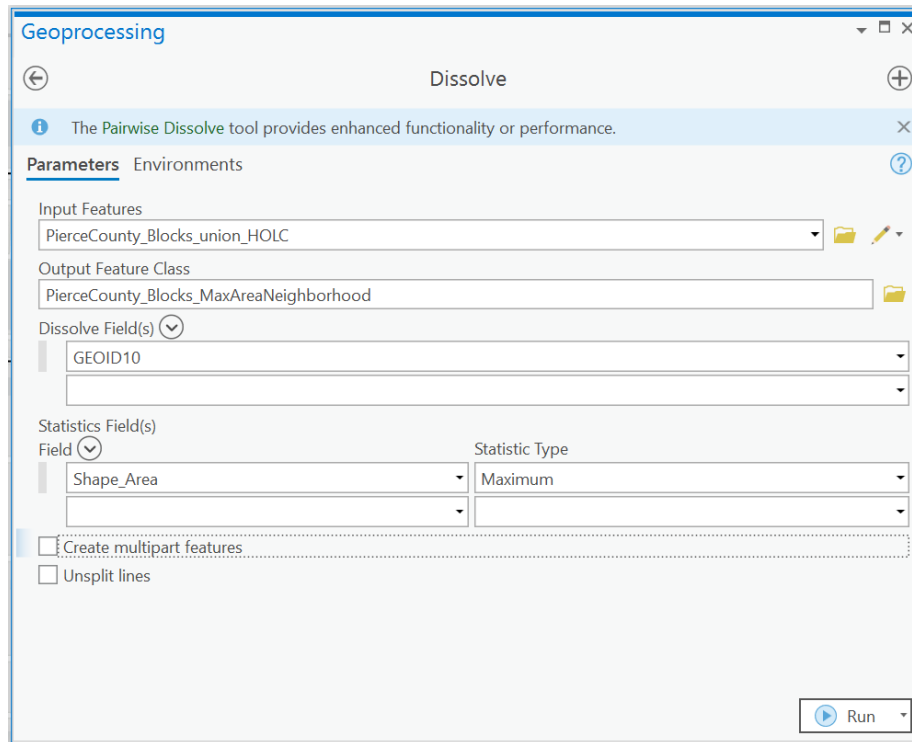 Geoprocessing
Dissolve
The Pairwise Dissolve tool provides enhanced functionality or performance.
Parameters Environments
Input Features
PierceCounty_Blocks_union_HOLC
Output Feature Class
PierceCounty_Blocks_MaxAreaNeighborhood
Dissolve Field(s)
GEOID10
Statistics Field(s)
Field Statistic Type
Shape_Area Maximum
Create multipart features
Unsplit lines
Run